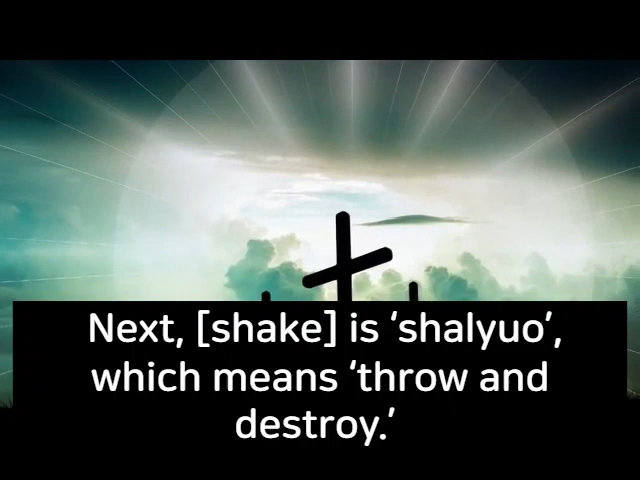 Next, [shake] is ‘shalyuo’,
which means ‘throw and
destroy.’